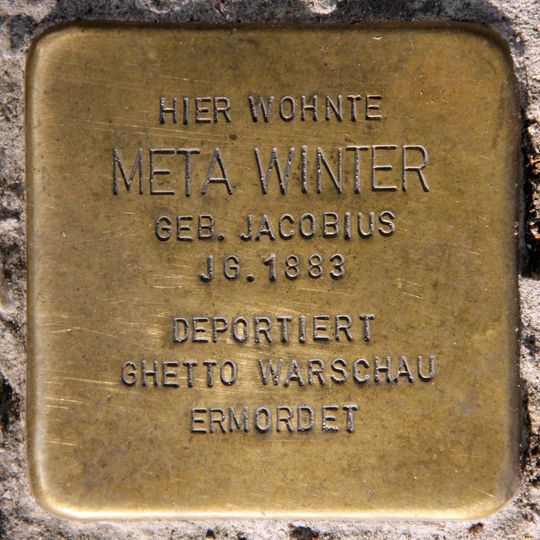 HIER WOHNTE
META WINTER
GEB. JACOBIUS
JG. 1883
DEPORTIERT
GHETTO WARSCHAU
ERMORDET